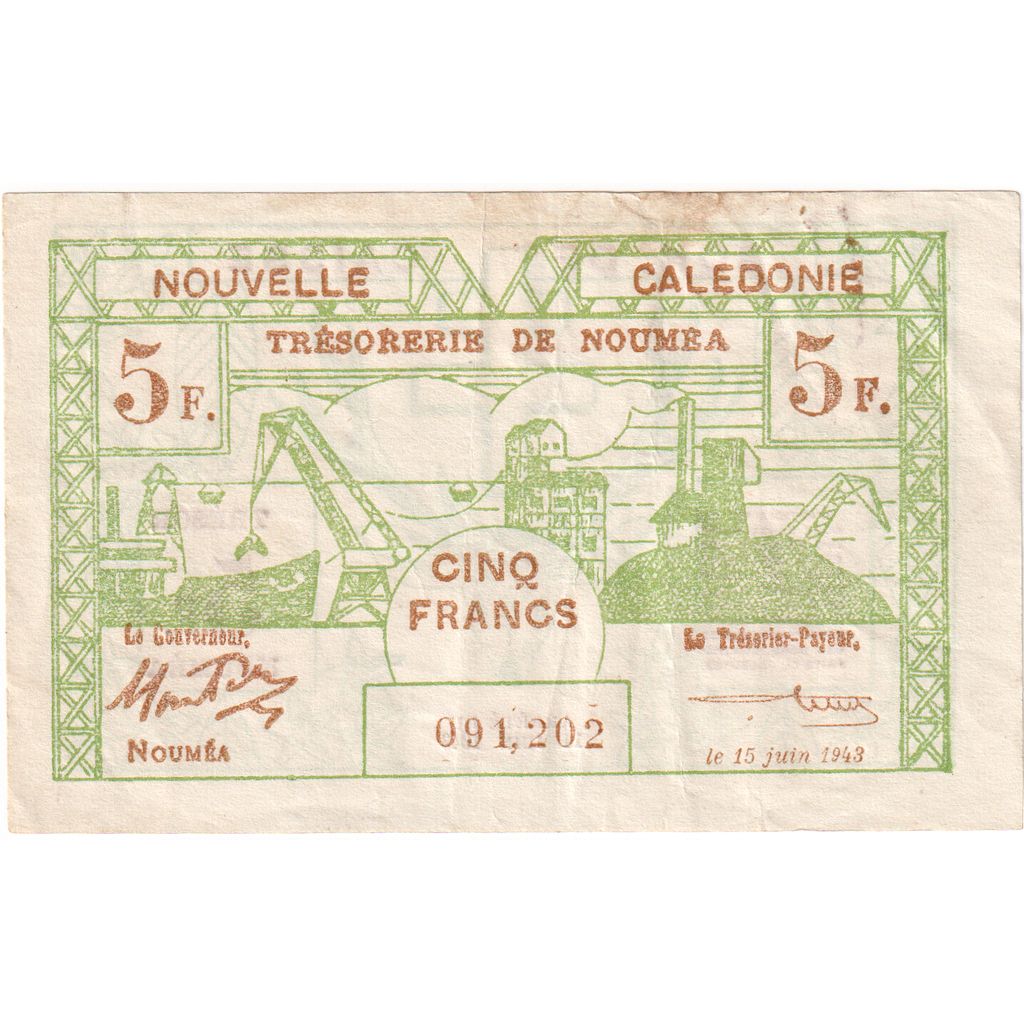 NOUVELLE CALEDONIE
TRÉSORERIE DE NOUMÉA
5 F. 5 F.
CINQ
FRANCS
Le Gouverneur,
Le Trésorier-Payeur,
091,202
NOUMÉA
le 15 juin 1943